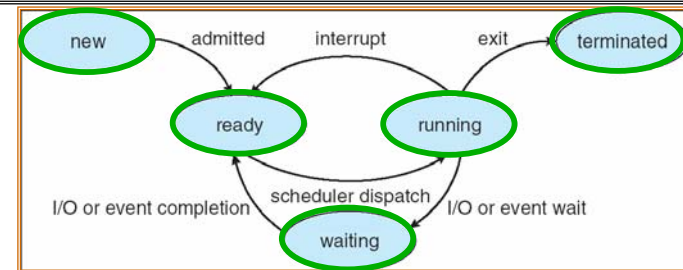 new
admitted
interrupt
exit
terminated
ready
running
I/O or event completion
scheduler dispatch
I/O or event wait
waiting